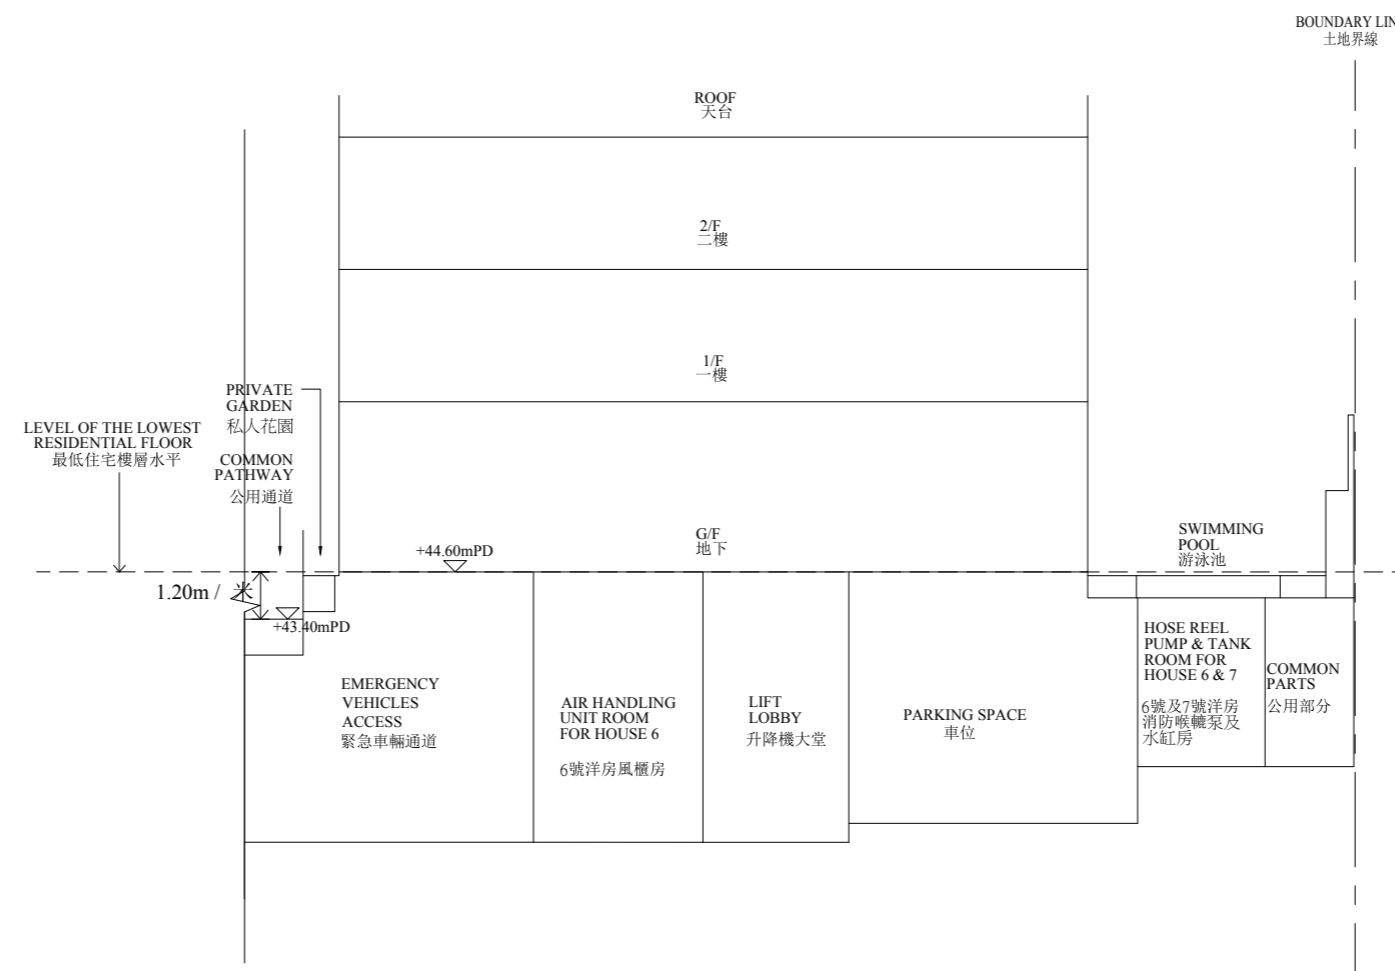 BOUNDARY LIN
土地界線
ROOF
天台
2/F
二樓
1/F
一樓
PRIVATE
GARDEN
私人花園
LEVEL OF THE LOWEST
RESIDENTIAL FLOOR
最低住宅樓層水平
COMMON
PATHWAY
公用通道
G/F
地下
+44.60mPD
SWIMMING
POOL
游泳池
1.20m / 米
+43.40mPD
EMERGENCY
VEHICLES
ACCESS
緊急車輛通道
AIR HANDLING
UNIT ROOM
FOR HOUSE 6
6號洋房風櫃房
LIFT
LOBBY
升降機大堂
PARKING SPACE
車位
HOSE REEL
PUMP & TANK
ROOM FOR
HOUSE 6 & 7
6號及7號洋房
消防喉轆泵及
水缸房
COMMON
PARTS
公用部分